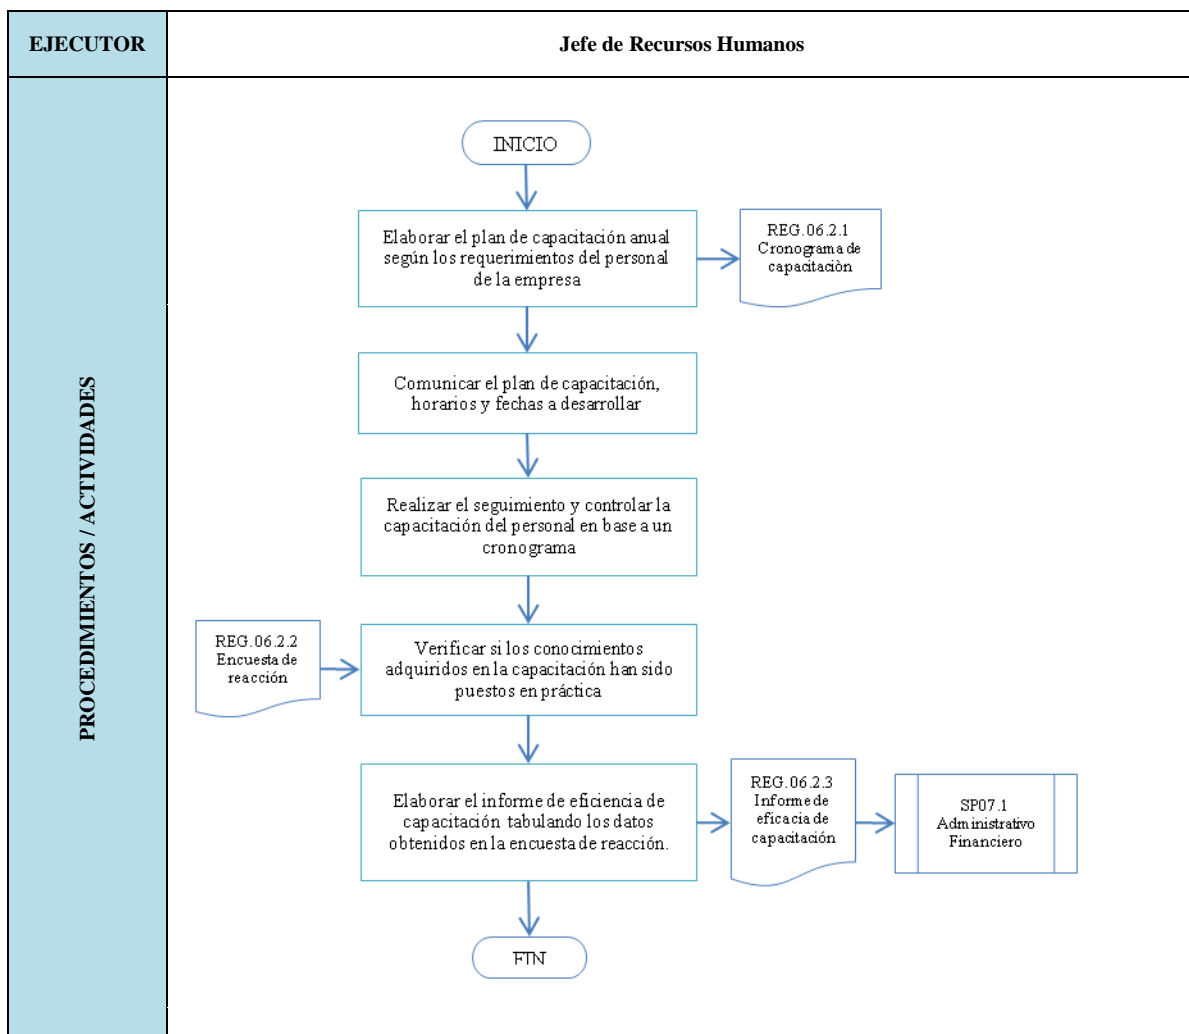 EJECUTOR
Jefe de Recursos Humanos
PROCEDIMIENTOS / ACTIVIDADES
INICIO
Elaborar el plan de capacitación anual
según los requerimientos del personal
de la empresa
REG.06.2.1
Cronograma de
capacitaciòn
Comunicar el plan de capacitación,
horarios y fechas a desarrollar
Realizar el seguimiento y controlar la
capacitación del personal en base a un
cronograma
REG.06.2.2
Encuesta de
reacción
Verificar si los conocimientos
adquiridos en la capacitación han sido
puestos en práctica
Elaborar el informe de eficiencia de
capacitación tabulando los datos
obtenidos en la encuesta de reacción.
REG.06.2.3
Informe de
eficacia de
capacitación
SP07.1
Administrativo
Financiero
FIN